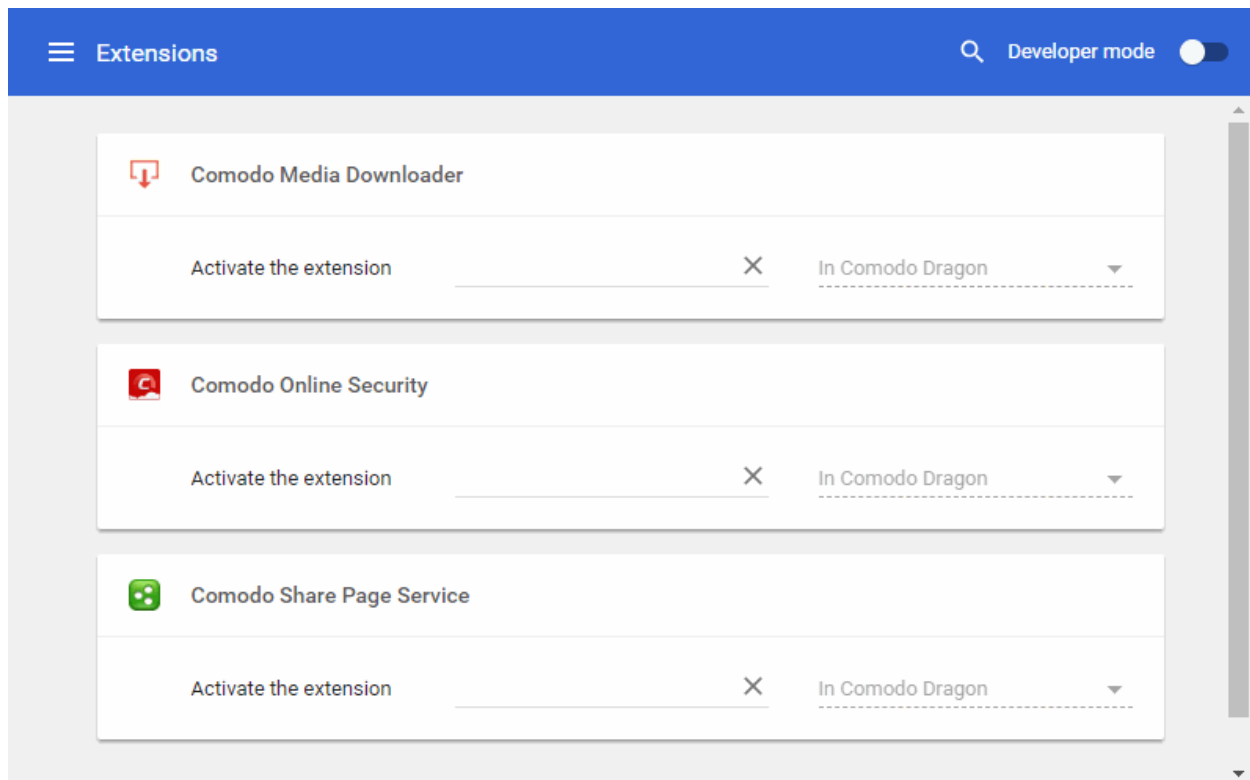 Extensions
Developer mode
Comodo Media Downloader
Activate the extension
In Comodo Dragon
Comodo Online Security
Activate the extension
In Comodo Dragon
Comodo Share Page Service
Activate the extension
In Comodo Dragon